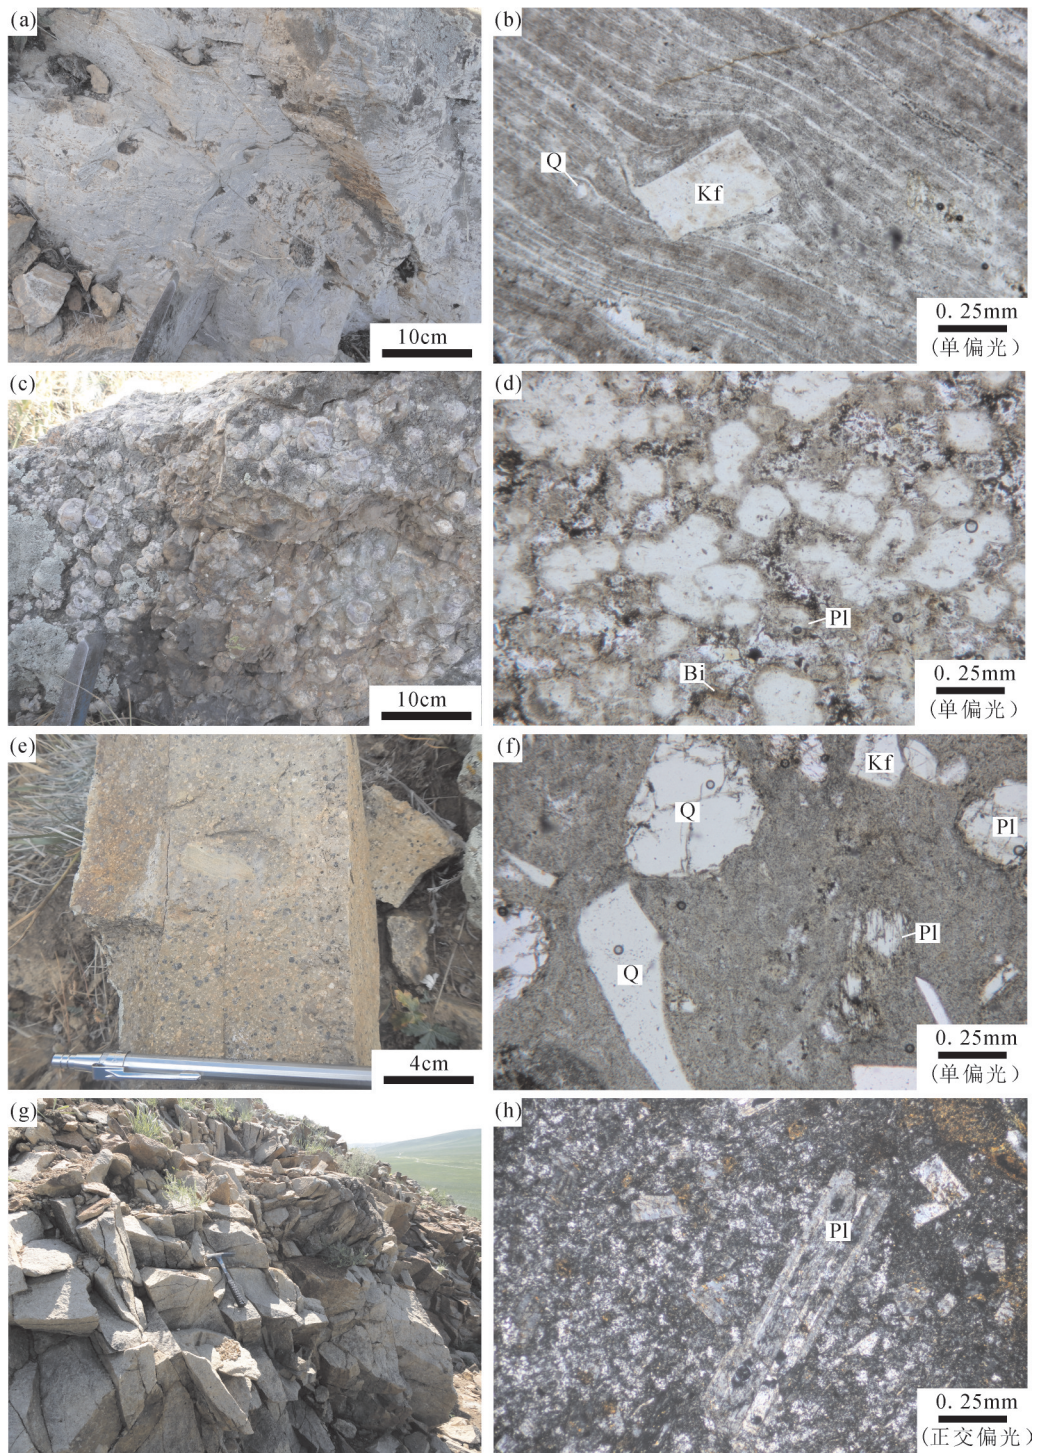 (a)
10cm
(b)
Q
Kf
0. 25mm
(单偏光)
(c)
10cm
(d)
Pl
Bi
0. 25mm
(单偏光)
(e)
4cm
(f)
Kf
Q
Pl
Pl
Q
0. 25mm
(单偏光)
(g)
(h)
Pl
0. 25mm
(正交偏光)